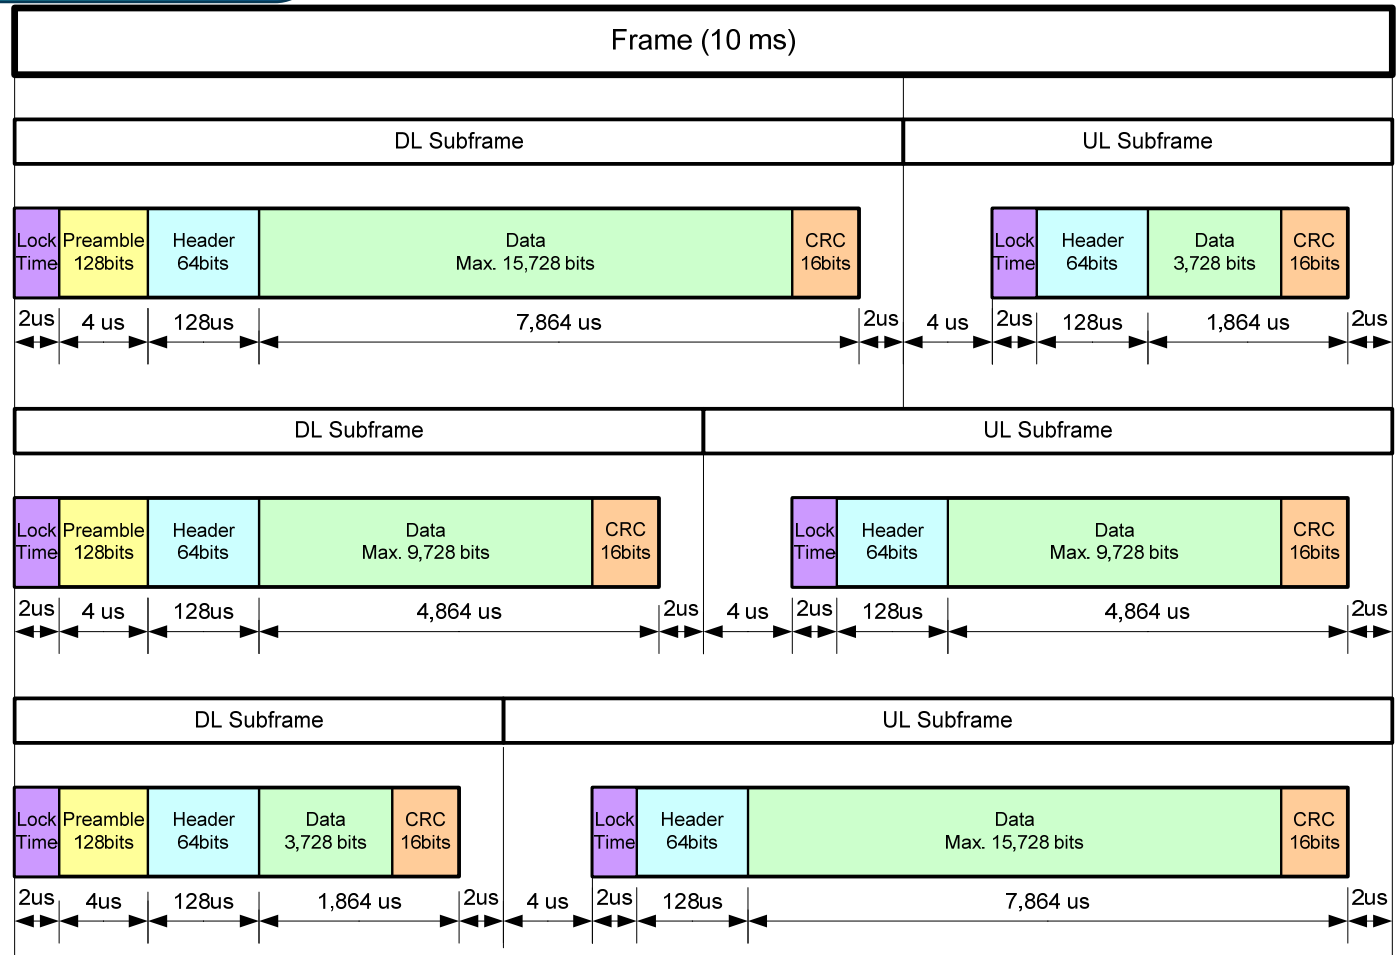 Frame (10 ms)
DL Subframe
UL Subframe
Lock
Time
Preamble
128bits
Header
64bits
Data
Max. 15,728 bits
CRC
16bits
Lock
Time
Header
64bits
Data
3,728 bits
CRC
16bits
2us
4 us
128us
7,864 us
2us
4 us
2us
128us
1,864 us
2us
DL Subframe
UL Subframe
Lock
Time
Preamble
128bits
Header
64bits
Data
Max. 9,728 bits
CRC
16bits
Lock
Time
Header
64bits
Data
Max. 9,728 bits
CRC
16bits
2us
4 us
128us
4,864 us
2us
4 us
2us
128us
4,864 us
2us
DL Subframe
UL Subframe
Lock
Time
Preamble
128bits
Header
64bits
Data
3,728 bits
CRC
16bits
Lock
Time
Header
64bits
Data
Max. 15,728 bits
CRC
16bits
2us
4us
128us
1,864 us
2us
4 us
2us
128us
7,864 us
2us